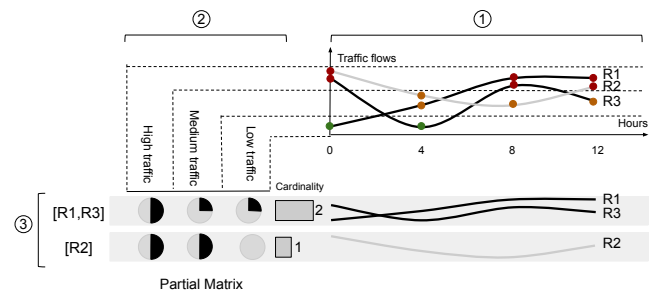 ② ①
Traffic flows
R1
R2
R3
Hours
0 4 8 12
High traffic
Medium traffic
Low traffic
Cardinality
③
[R1,R3] 2 R1
R3
[R2] 1 R2
Partial Matrix